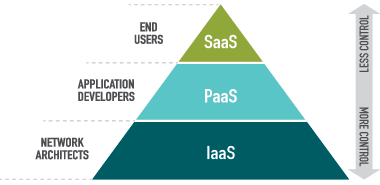 END
USERS
SaaS
APPLICATION
DEVELOPERS
PaaS
NETWORK
ARCHITECTS
IaaS
LESS CONTROL
MORE CONTROL